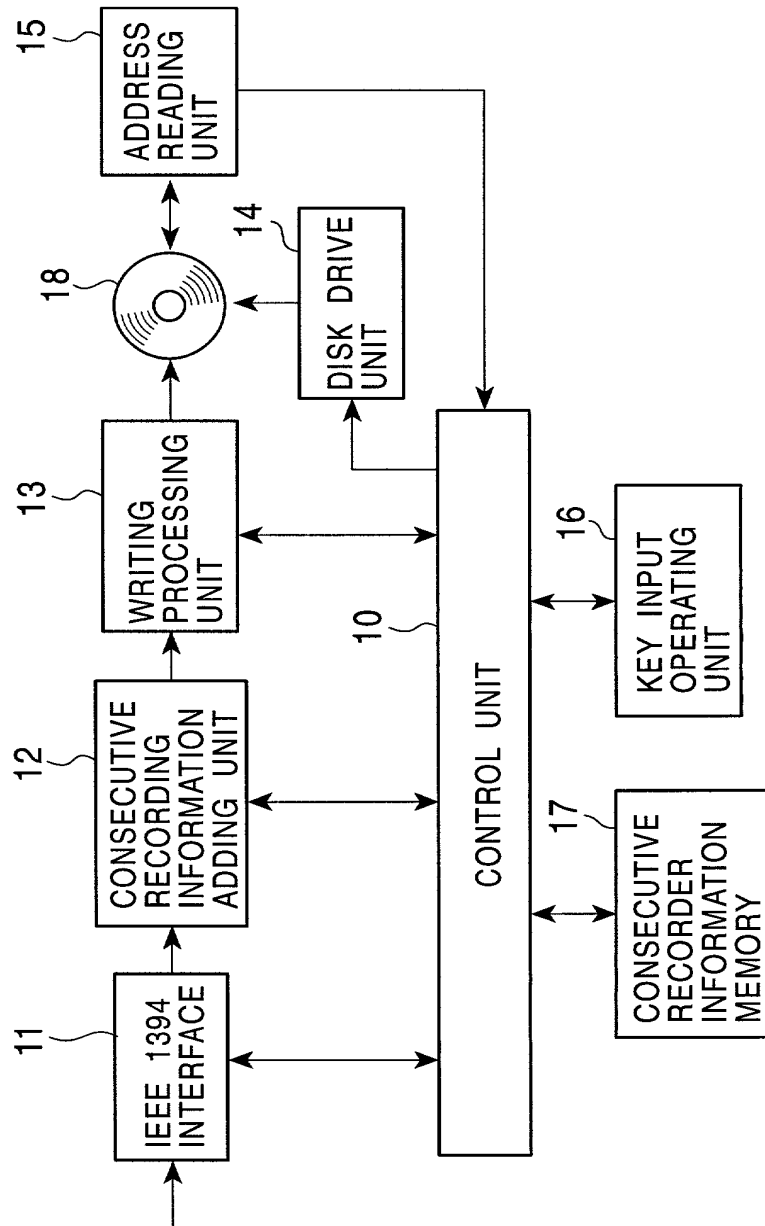 11
IEEE 1394
INTERFACE
12
CONSECUTIVE
RECORDING
INFORMATION
ADDING UNIT
13
WRITING
PROCESSING
UNIT
18
15
ADDRESS
READING
UNIT
14
DISK DRIVE
UNIT
10
CONTROL UNIT
17
CONSECUTIVE
RECORDER
INFORMATION
MEMORY
16
KEY INPUT
OPERATING
UNIT